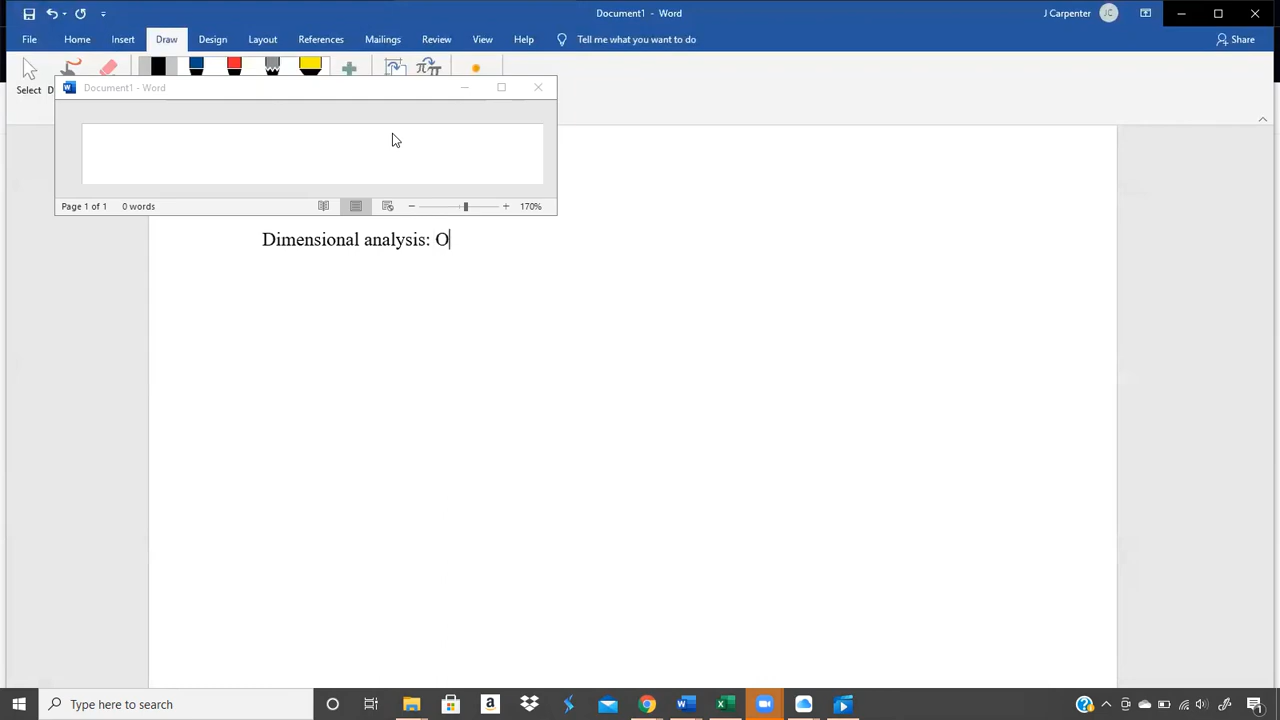 Document1 - Word
J Carpenter
JC
File
Home
Insert
Draw
Design
Layout
References
Mailings
Review
View
Help
Tell me what you want to do
Share
Select
D
Document1 - Word
Page 1 of 1
0 words
170%
Dimensional analysis: O
Type here to search